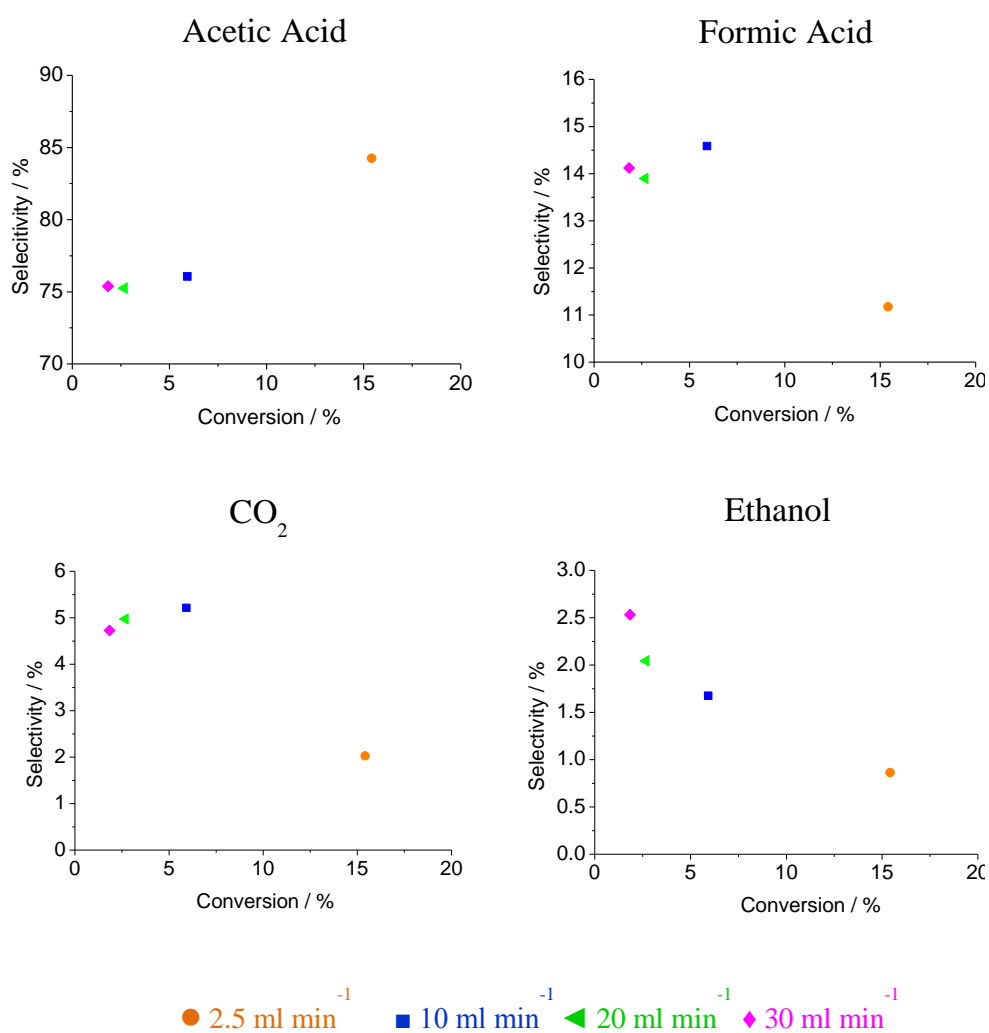 Acetic Acid
90
85
80
75
70
Selecitivity / %
0 5 10 15 20
Conversion / %
Formic Acid
16
15
14
13
12
11
10
Selectivity / %
0 5 10 15 20
Conversion / %
CO2
6
5
4
3
2
1
0
Selectivity / %
0 5 10 15 20
Conversion / %
Ethanol
3.0
2.5
2.0
1.5
1.0
0.5
0.0
Selectivity / %
0 5 10 15 20
Conversion / %
2.5 ml min-1 10 ml min-1 20 ml min-1 30 ml min-1